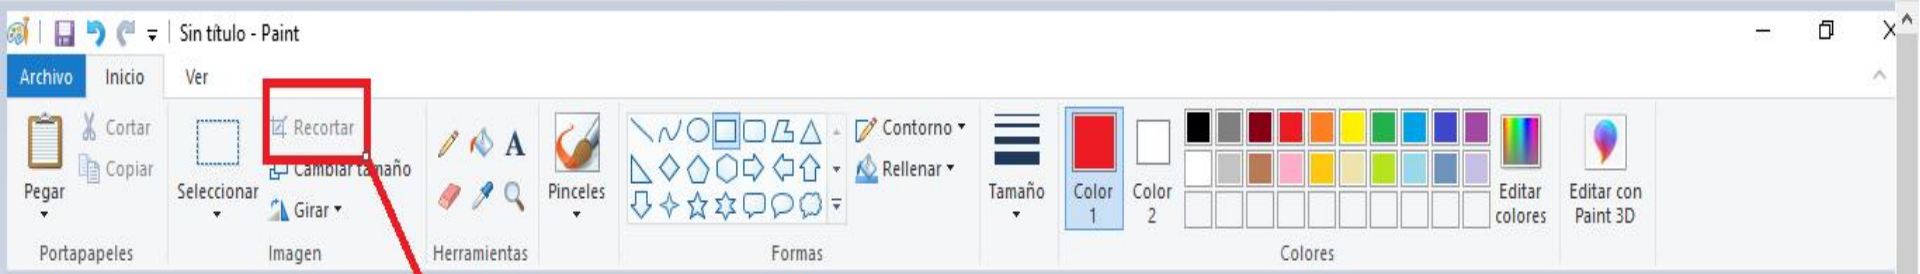 Sin título - Paint
Archivo Inicio Ver
Pegar
Cortar
Copiar
Portapapeles
Seleccionar
Recortar
Cambiar tamaño
Girar
Imagen
A
Herramientas
Pinceles
Contorno
Rellenar
Formas
Tamaño
Color
1
Color
2
Editar
colores
Colores
Editar con
Paint 3D